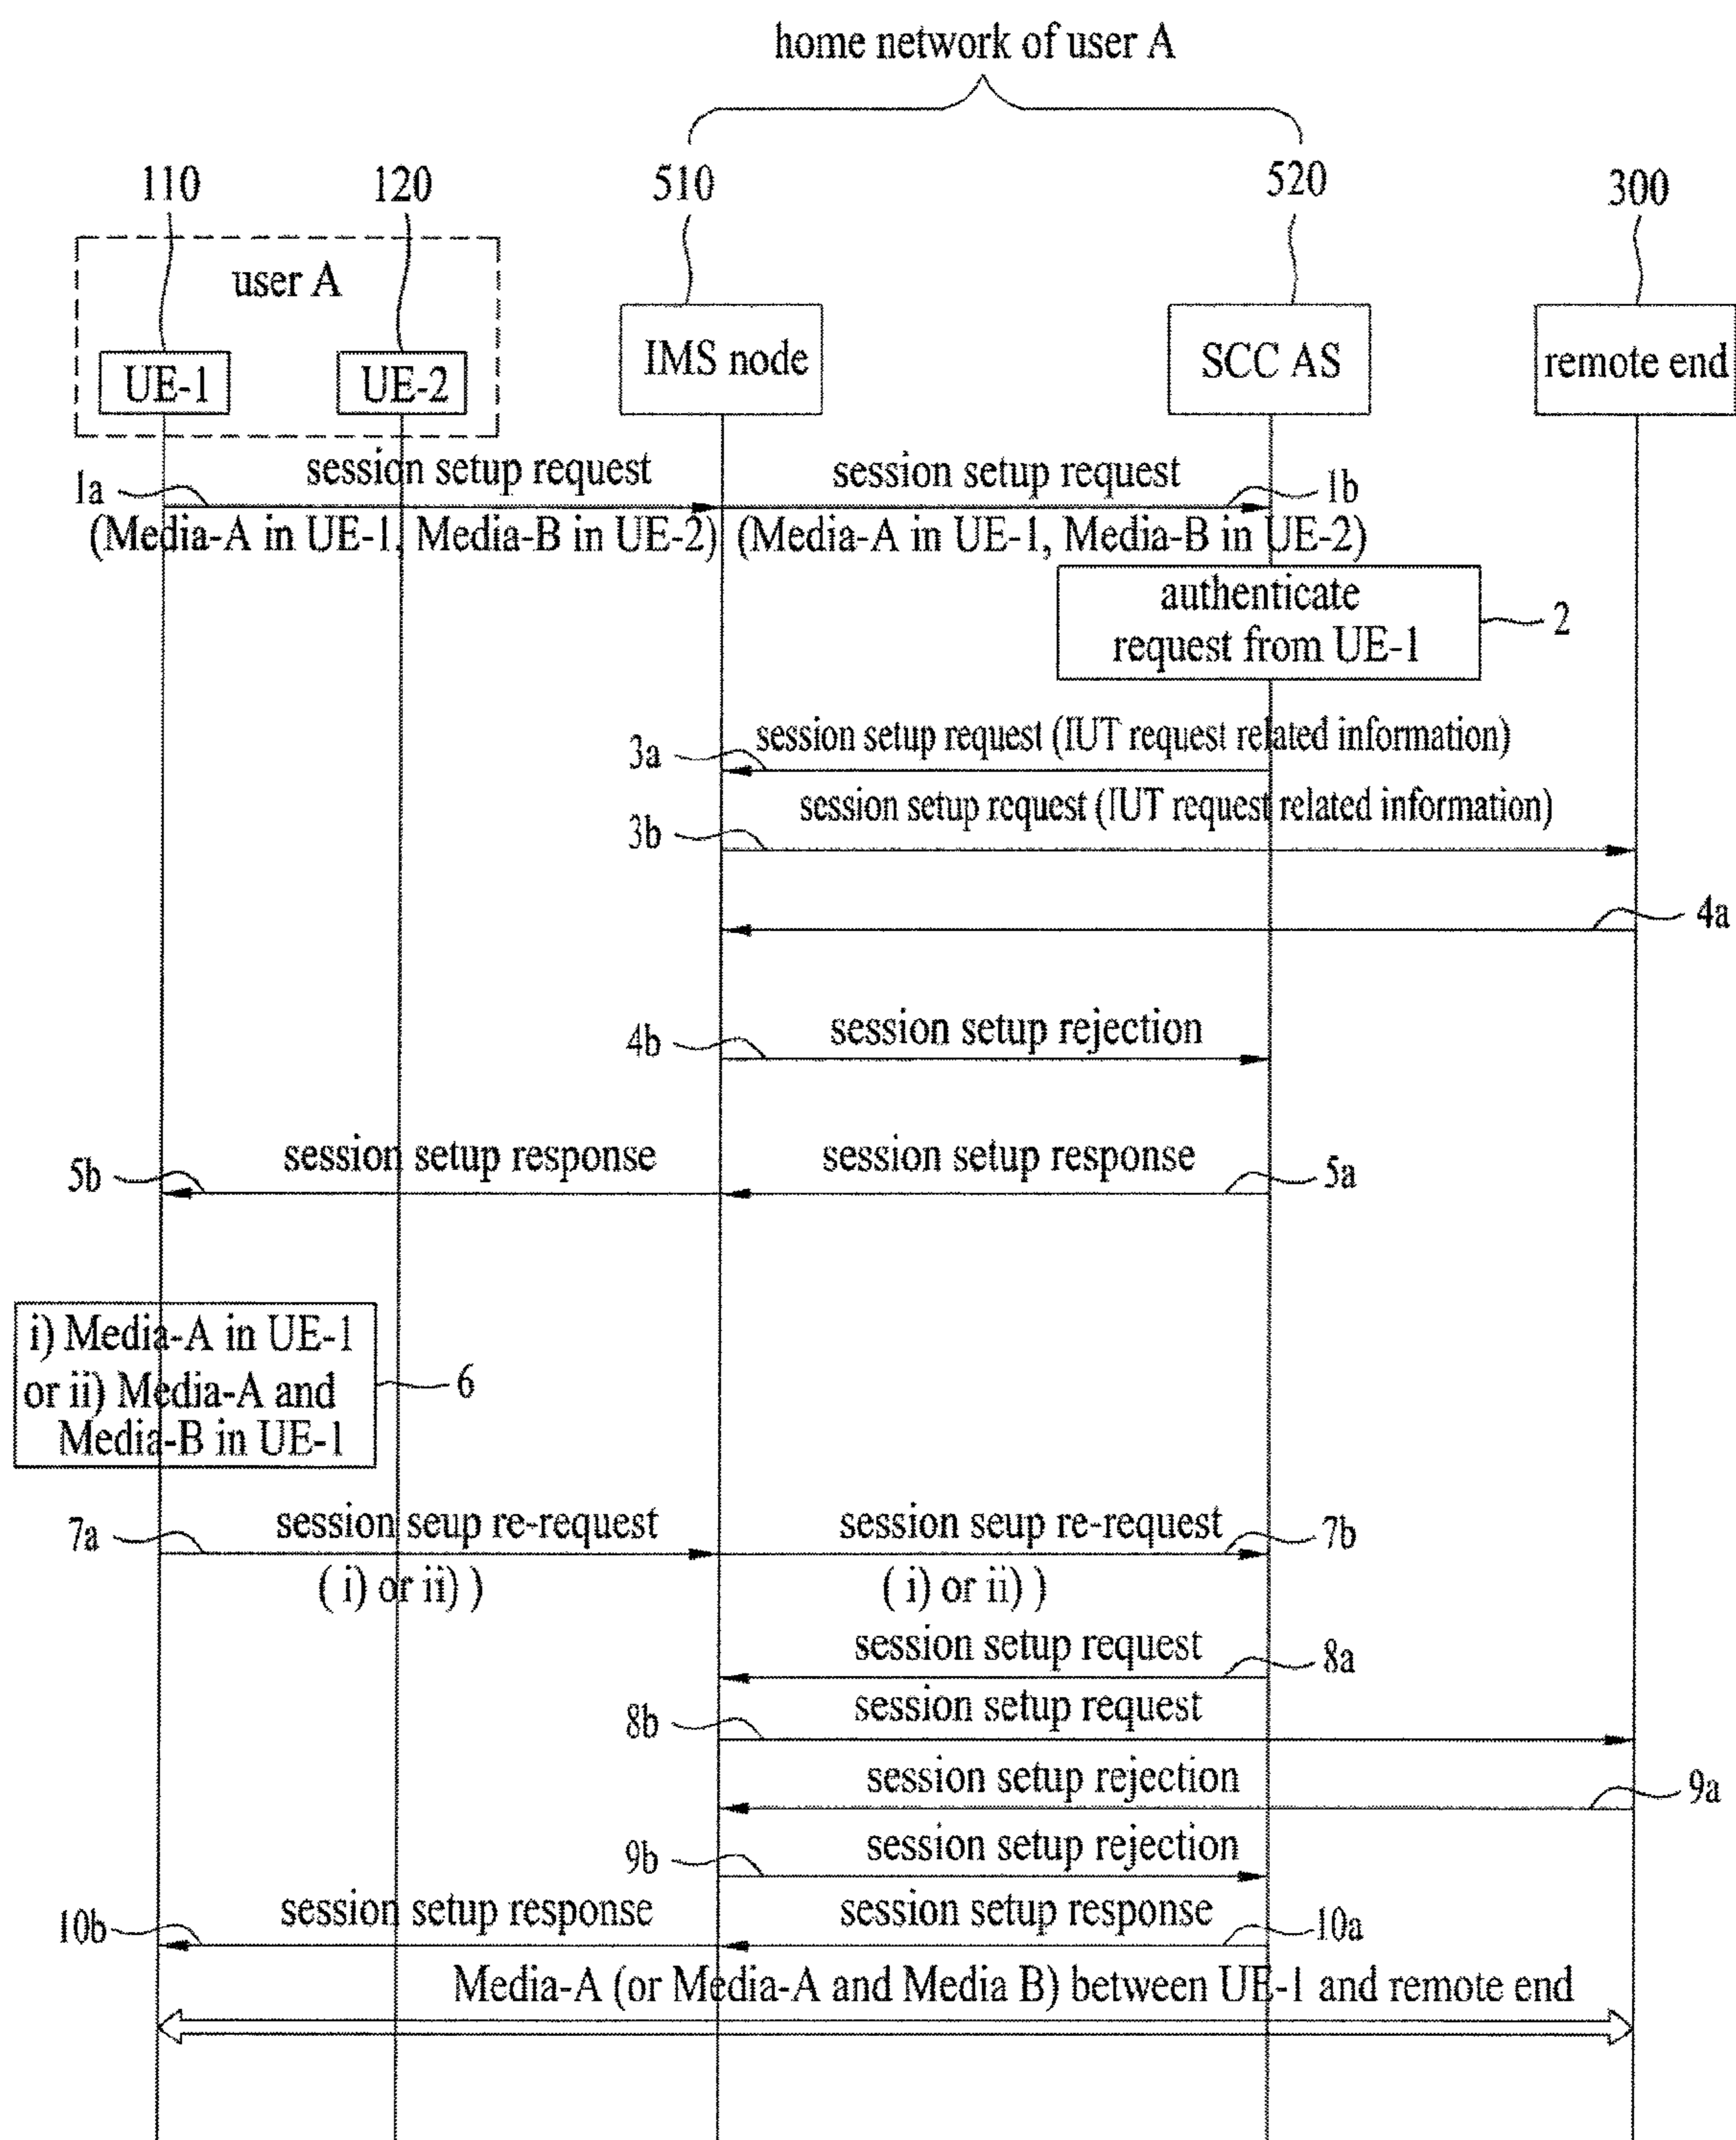 home network of user A
110
120
510
520
300
user A
UE-1
UE-2
IMS node
SCC AS
remote end
session setup request
session setup request
1a
1b
(Media-A in UE-1, Media-B in UE-2)
(Media-A in UE-1, Media-B in UE-2)
authenticate
request from UE-1
2
session setup request (IUT request related information)
3a
session setup request (IUT request related information)
3b
4a
session setup rejection
4b
session setup response
session setup response
5b
5a
i) Media-A in UE-1
or ii) Media-A and
Media-B in UE-1
6
session seup re-request
session seup re-request
7a
7b
( i) or ii) )
( i) or ii) )
session setup request
8a
session setup request
8b
session setup rejection
9a
session setup rejection
9b
session setup response
session setup response
10b
10a
Media-A (or Media-A and Media B) between UE-1 and remote end